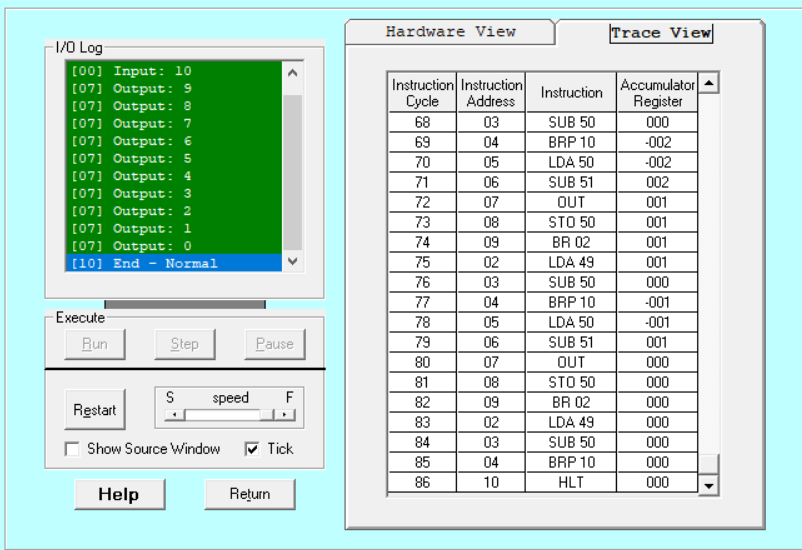 Hardware View
Trace View
I/O Log
[00] Input: 10
[07] Output: 9
[07] Output: 8
[07] Output: 7
[07] Output: 6
[07] Output: 5
[07] Output: 4
[07] Output: 3
[07] Output: 2
[07] Output: 1
[07] Output: 0
[10] End - Normal
Execute
Run Step Pause
Restart
S speed F
Show Source Window Tick
Help Return
Instruction Cycle Instruction Address Instruction Accumulator Register
68 03 SUB 50 000
69 04 BRP 10 -002
70 05 LDA 50 -002
71 06 SUB 51 002
72 07 OUT 001
73 08 STO 50 001
74 09 BR 02 001
75 02 LDA 49 001
76 03 SUB 50 000
77 04 BRP 10 -001
78 05 LDA 50 -001
79 06 SUB 51 001
80 07 OUT 000
81 08 STO 50 000
82 09 BR 02 000
83 02 LDA 49 000
84 03 SUB 50 000
85 04 BRP 10 000
86 10 HLT 000